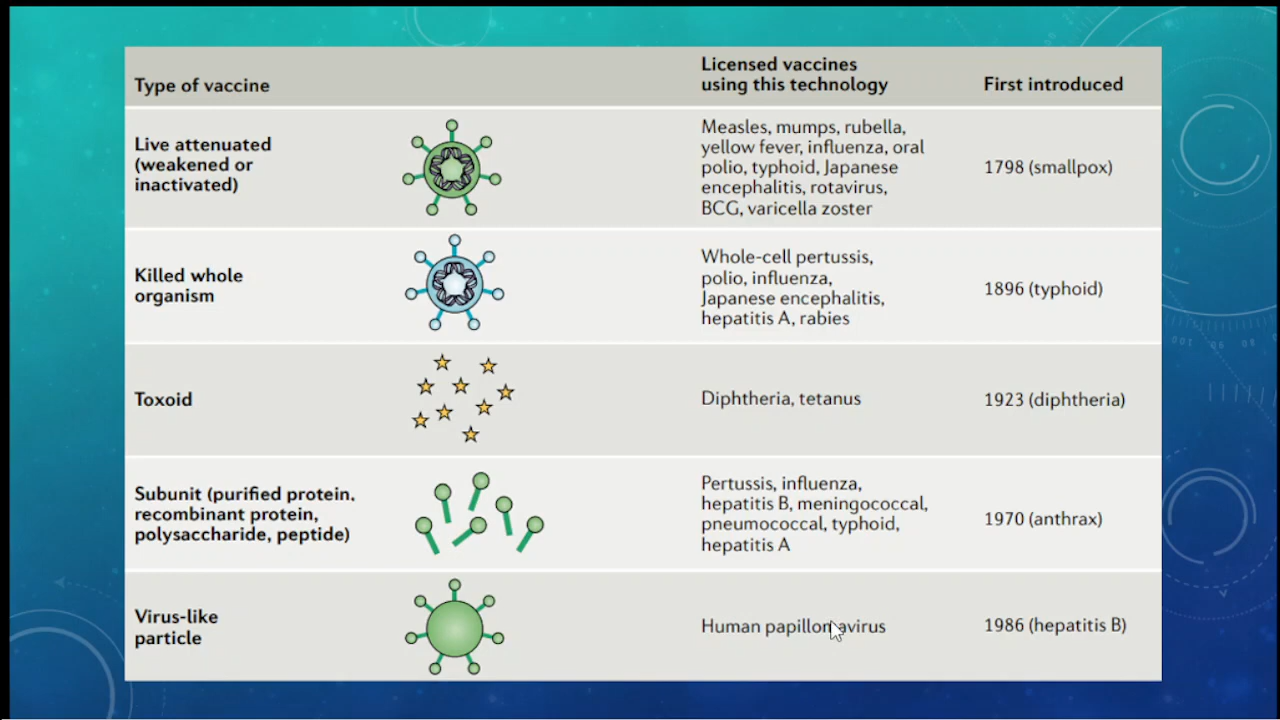 Type of vaccine
Licensed vaccines
using this technology
First introduced
Live attenuated
(weakened or
inactivated)
Measles, mumps, rubella,
yellow fever, influenza, oral
polio, typhoid, Japanese
encephalitis, rotavirus,
BCG, varicella zoster
1798 (smallpox)
Killed whole
organism
Whole-cell pertussis,
polio, influenza,
Japanese encephalitis,
hepatitis A, rabies
1896 (typhoid)
Toxoid
Diphtheria, tetanus
1923 (diphtheria)
Subunit (purified protein,
recombinant protein,
polysaccharide, peptide)
Pertussis, influenza,
hepatitis B, meningococcal,
pneumococcal, typhoid,
hepatitis A
1970 (anthrax)
Virus-like
particle
Human papillomavirus
1986 (hepatitis B)